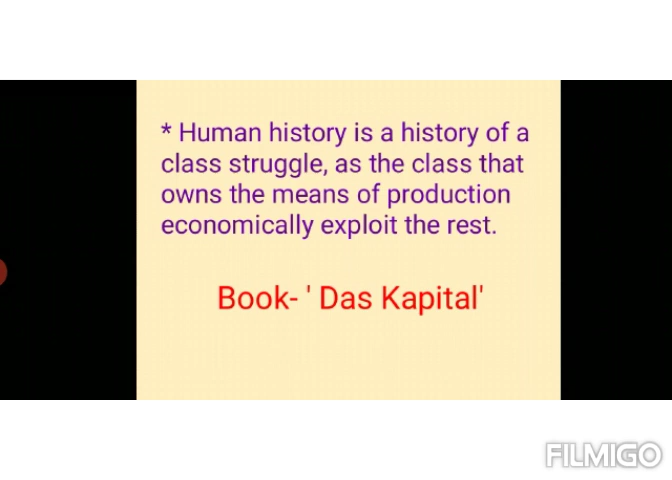 * Human history is a history of a
class struggle, as the class that
owns the means of production
economically exploit the rest.
Book- ' Das Kapital'
FILMIGO